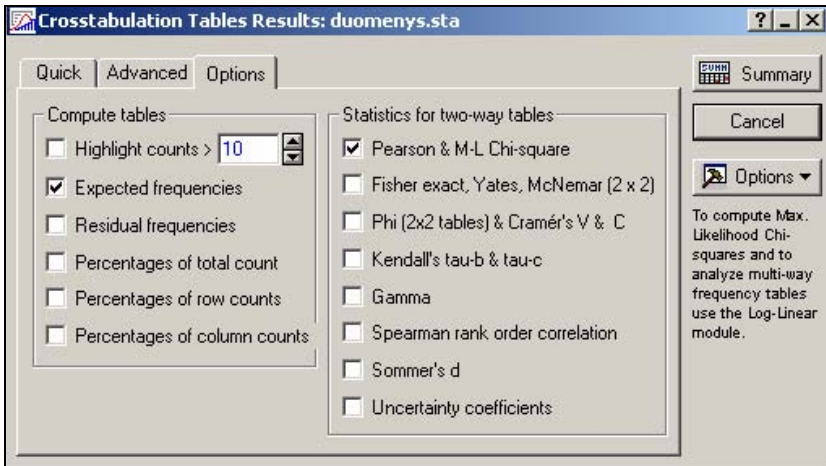 Crosstabulation Tables Results: duomenys.sta
Quick
Advanced
Options
Compute tables
Highlight counts > 10
Expected frequencies
Residual frequencies
Percentages of total count
Percentages of row counts
Percentages of column counts
Statistics for two-way tables
Pearson & M-L Chi-square
Fisher exact, Yates, McNemar (2 x 2)
Phi (2x2 tables) & Cramér's V & C
Kendall's tau-b & tau-c
Gamma
Spearman rank order correlation
Sommer's d
Uncertainty coefficients
SUMM Summary
Cancel
Options
To compute Max.
Likelihood Chi-
squares and to
analyze multi-way
frequency tables
use the Log-Linear
module.